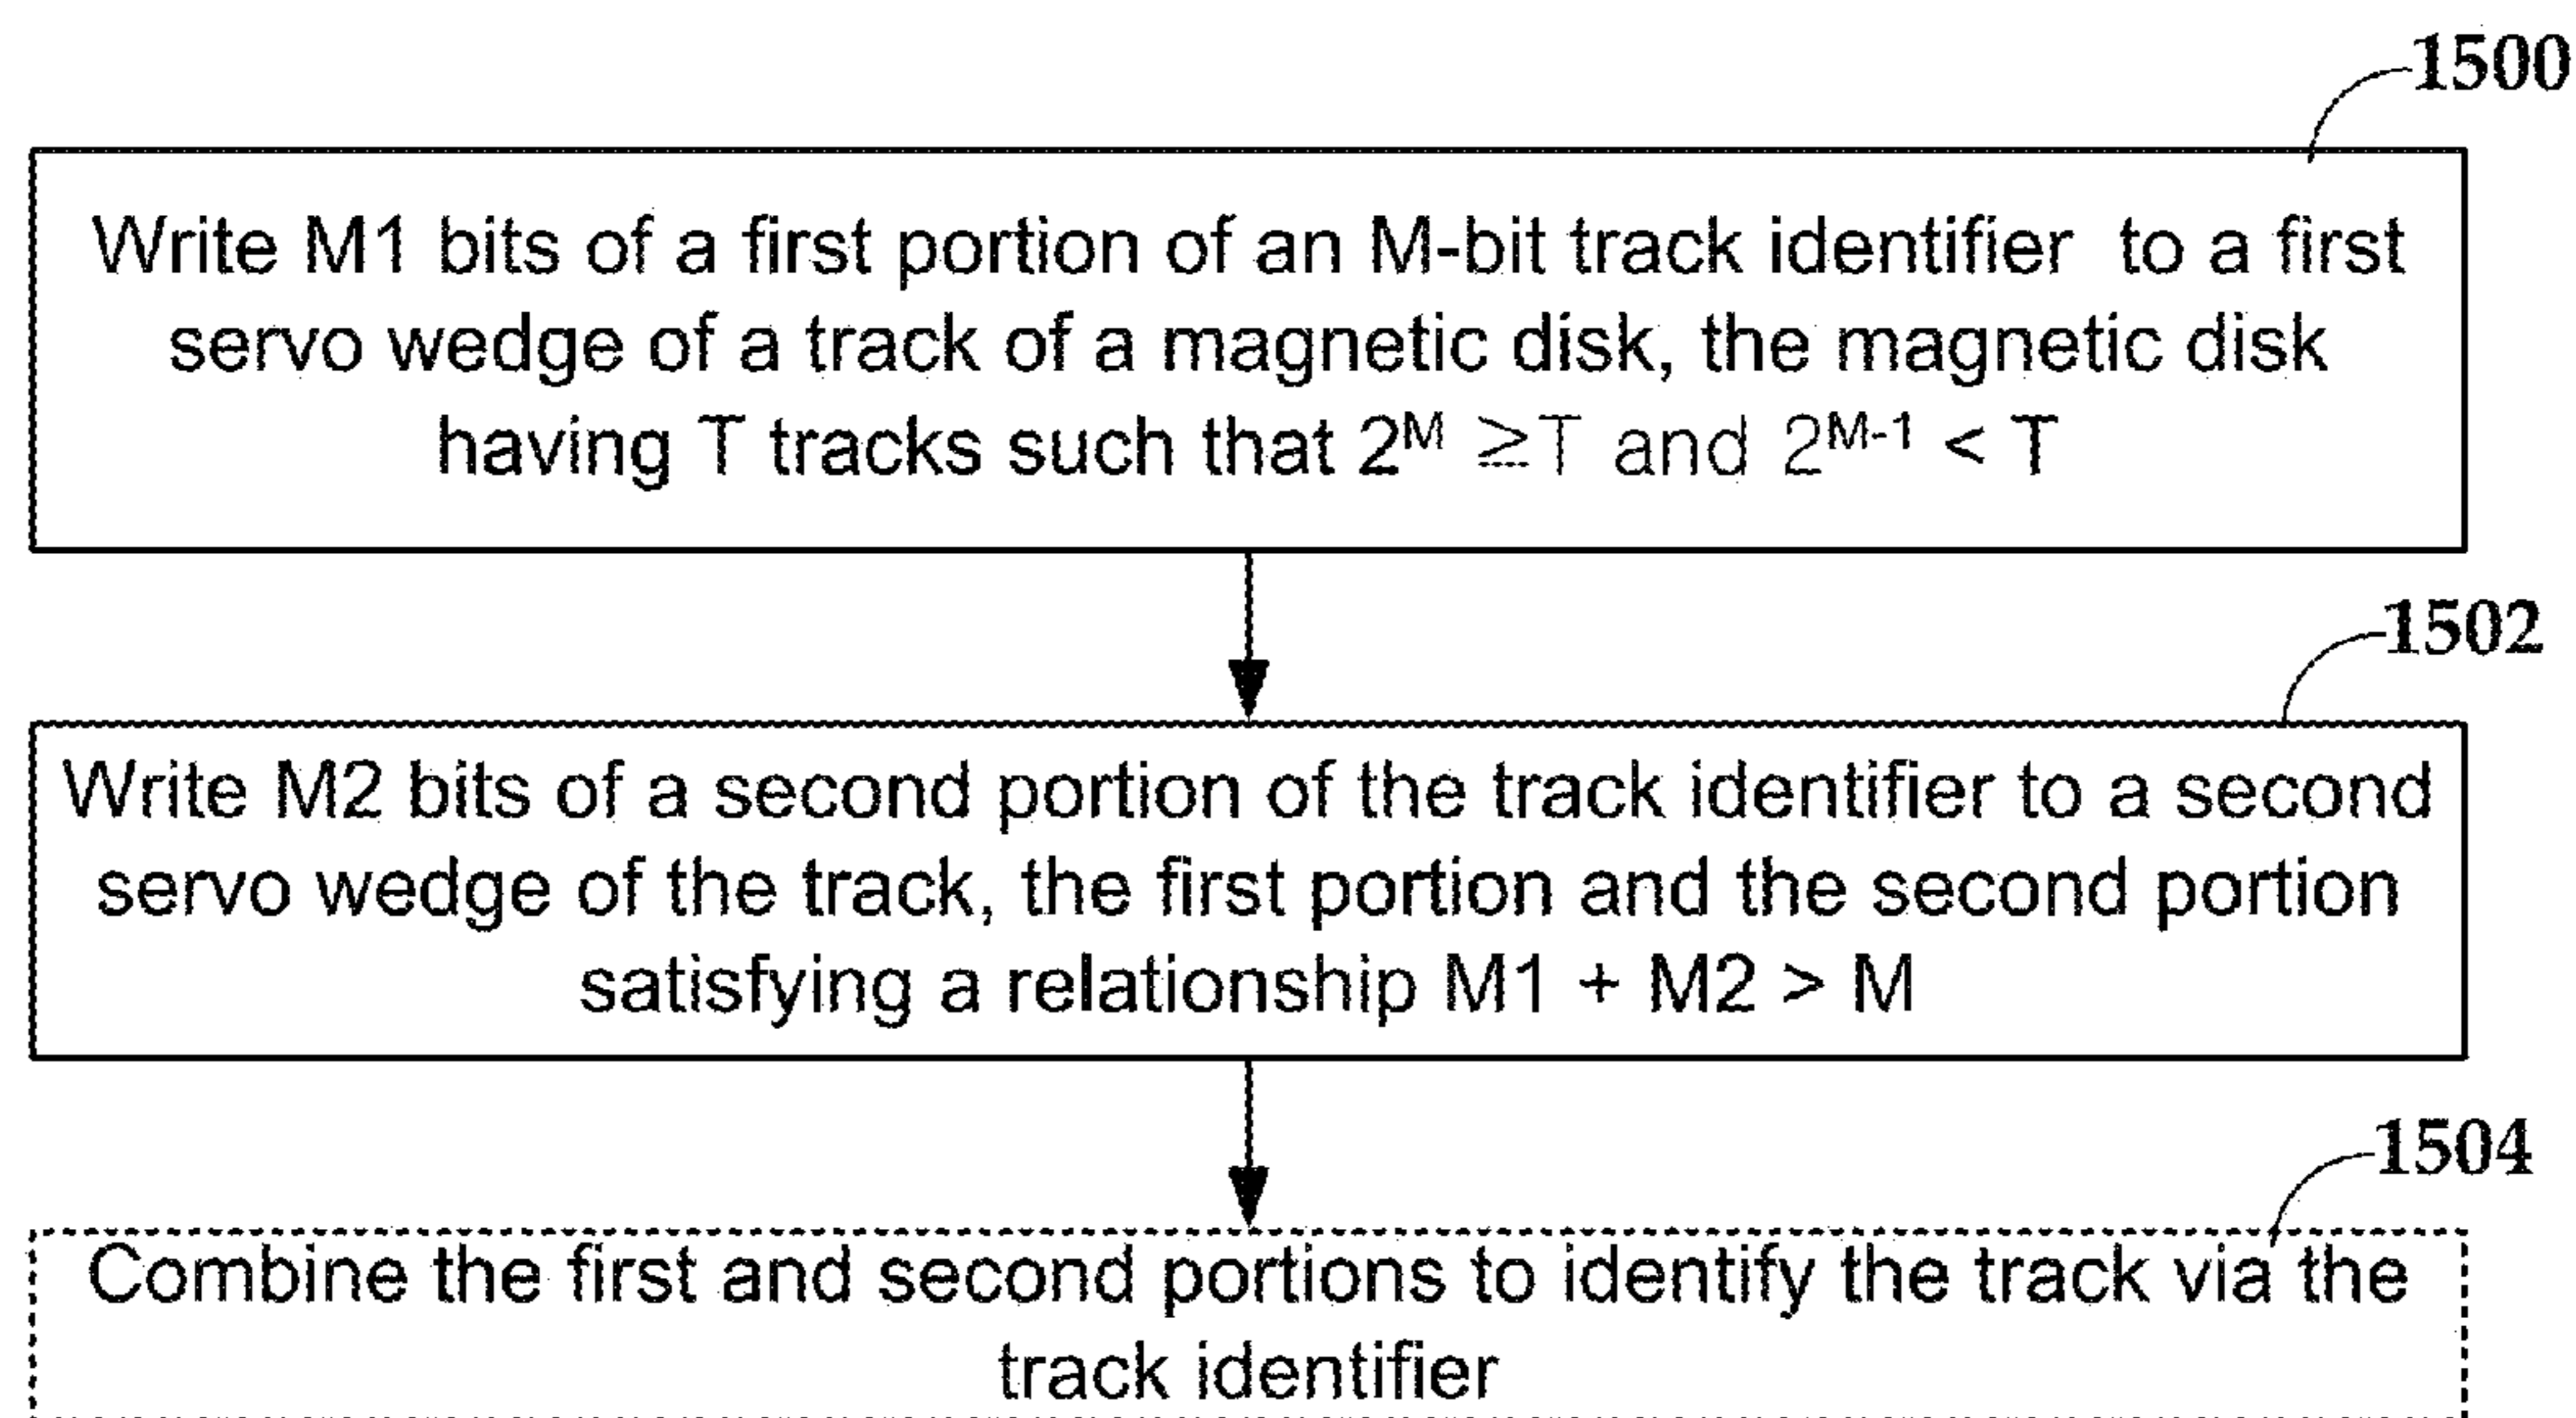 1500
Write M1 bits of a first portion of an M-bit track identifier to a first
servo wedge of a track of a magnetic disk, the magnetic disk
having T tracks such that 2^M ≥T and 2^M-1 < T
1502
Write M2 bits of a second portion of the track identifier to a second
servo wedge of the track, the first portion and the second portion
satisfying a relationship M1 + M2 > M
1504
Combine the first and second portions to identify the track via the
track identifier